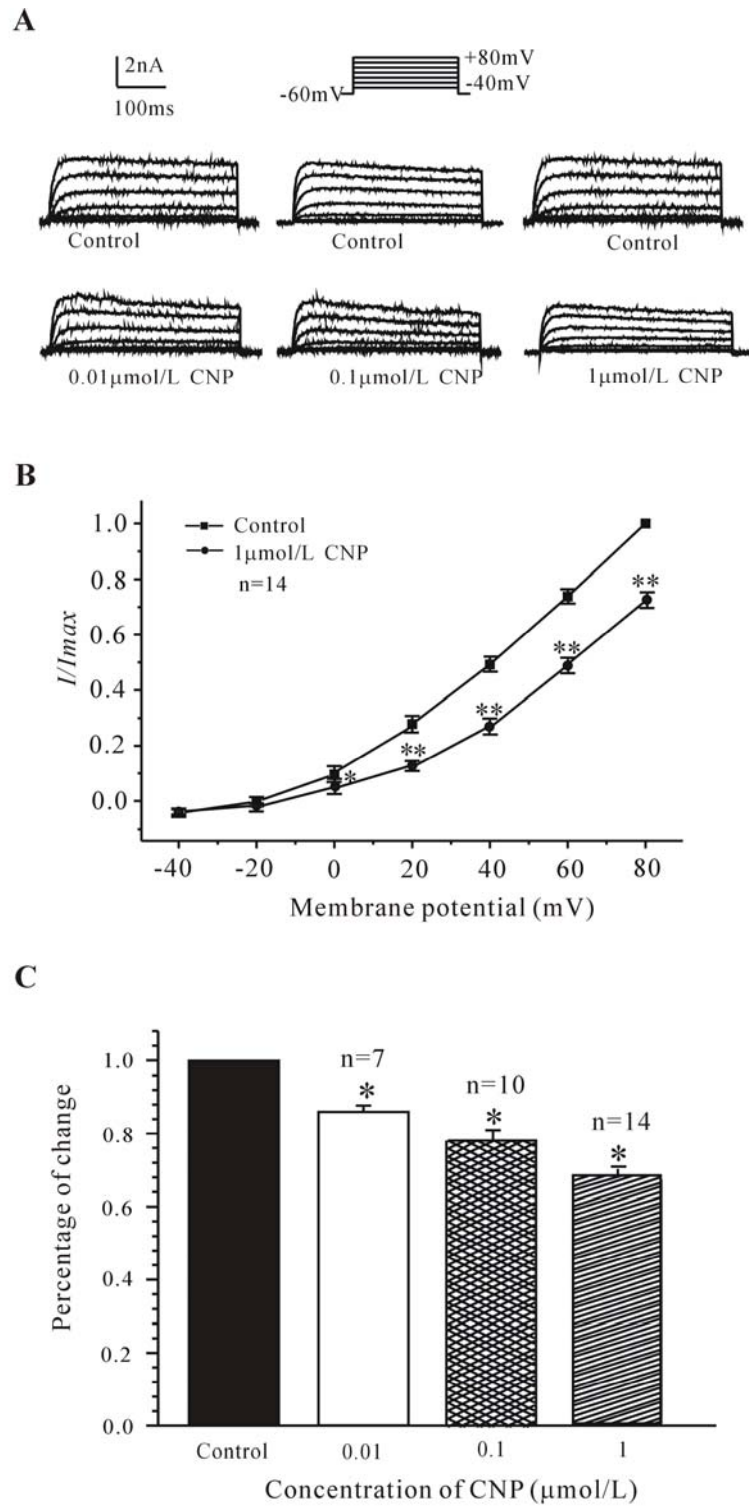 A
2nA
100ms
+80mV
-40mV
-60mV
Control
Control
Control
0.01μmol/L CNP
0.1μmol/L CNP
1μmol/L CNP
B
Control
1μmol/L CNP
n=14
I/Imax
1.0
0.8
0.6
0.4
0.2
0.0
**
**
**
**
*
-40
-20
0
20
40
60
80
Membrane potential (mV)
C
Percentage of change
1.0
0.8
0.6
0.4
0.2
0.0
n=7
*
n=10
*
n=14
*
Control
0.01
0.1
1
Concentration of CNP (μmol/L)